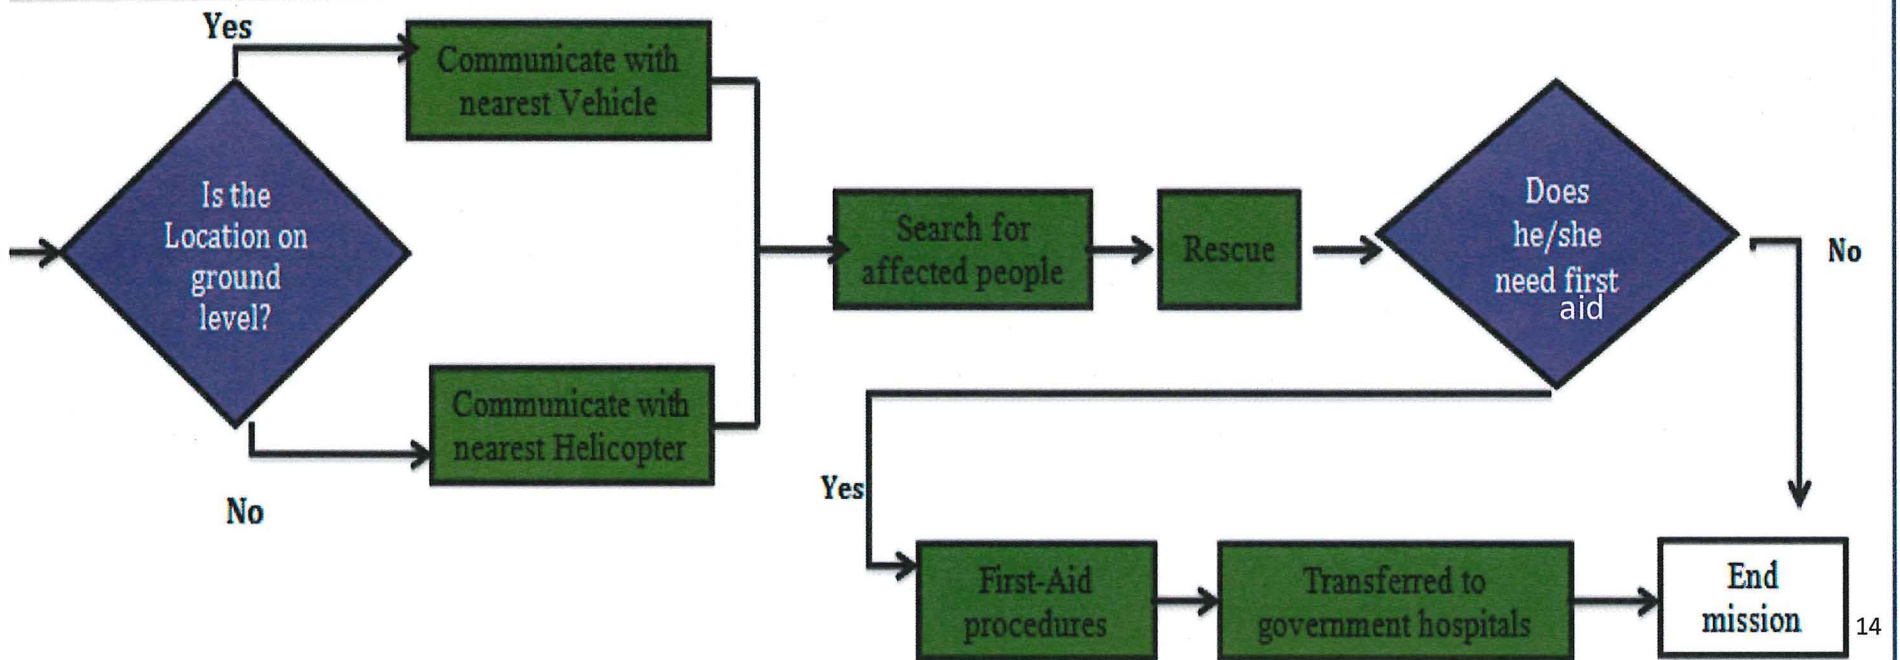 Yes
Communicate with
nearest Vehicle
Is the
Location on
ground
level?
Communicate with
nearest Helicopter
No
Search for
affected people
Rescue
Does
he/she
need first
aid
No
Yes
First-Aid
procedures
Transferred to
government hospitals
End
mission
14